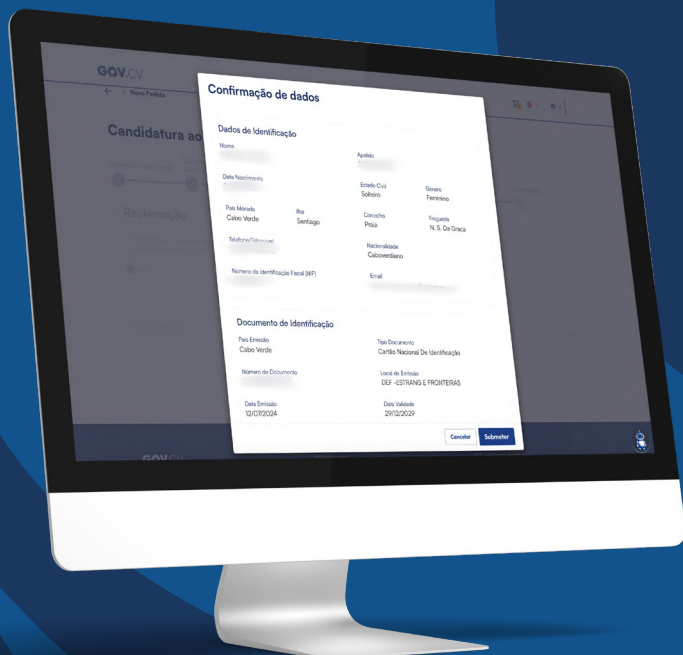 GOV.CV
← Novo Pedido
Confirmação de dados
Candidatura ao
Dados de Identificação
Nome
Apelido
Data Nascimento
Estado Civil
Genero
Solteiro
Feminino
País Morada
Ilha
Concelho
Freguesia
Cabo Verde
Santiago
Praia
N. S. Da Graca
Telefone/Telemóvel
Nacionalidade
Caboverdiano
Número de Identificação Fiscal (NIF)
Email
Reclamação
Documento de Identificação
País Emissão
Tipo Documento
Cabo Verde
Cartão Nacional De Identificação
Número de Documento
Local de Emissão
DEF -ESTRANG E FRONTEIRAS
Data Emissão
Data Validade
12/07/2024
29/12/2029
Cancelar
Submeter
GOV.CV